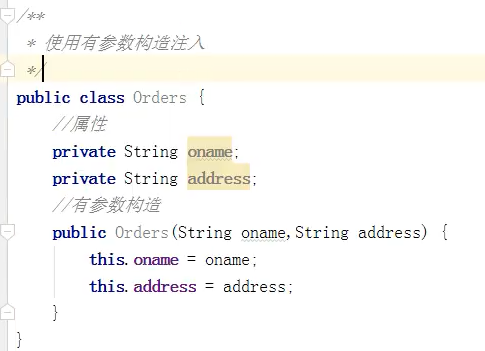 /**
 * 使用有参数构造注入
 */
public class Orders {
    //属性
    private String oname;
    private String address;
    //有参数构造
    public Orders(String oname,String address) {
        this.oname = oname;
        this.address = address;
    }
}